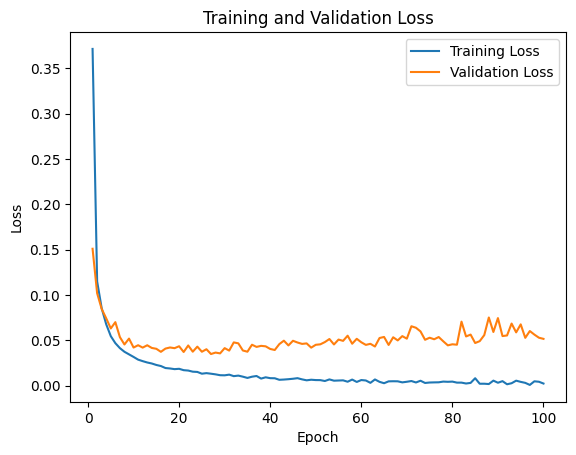 Training and Validation Loss
Training Loss
Validation Loss
0.35
0.30
0.25
0.20
0.15
0.10
0.05
0.00
Loss
0 20 40 60 80 100
Epoch